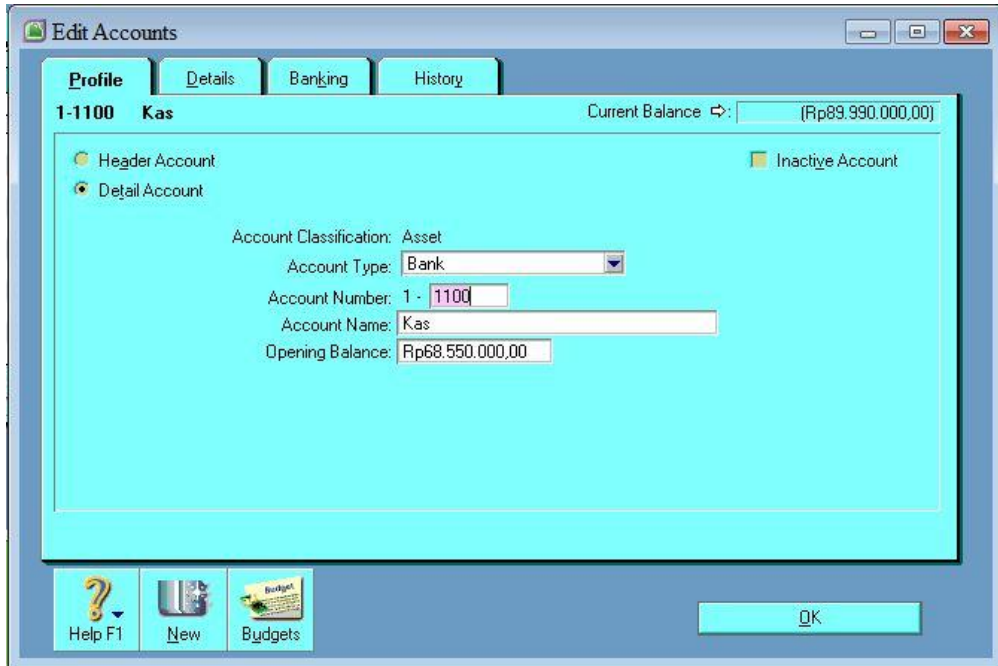 Edit Accounts
Profile Details Banking History
1-1100 Kas Current Balance ⇨: (Rp89.990.000,00)
Header Account Inactive Account
Detail Account
Account Classification: Asset
Account Type: Bank
Account Number: 1 - 1100
Account Name: Kas
Opening Balance: Rp68.550.000,00
Budget
Help F1 New Budgets OK